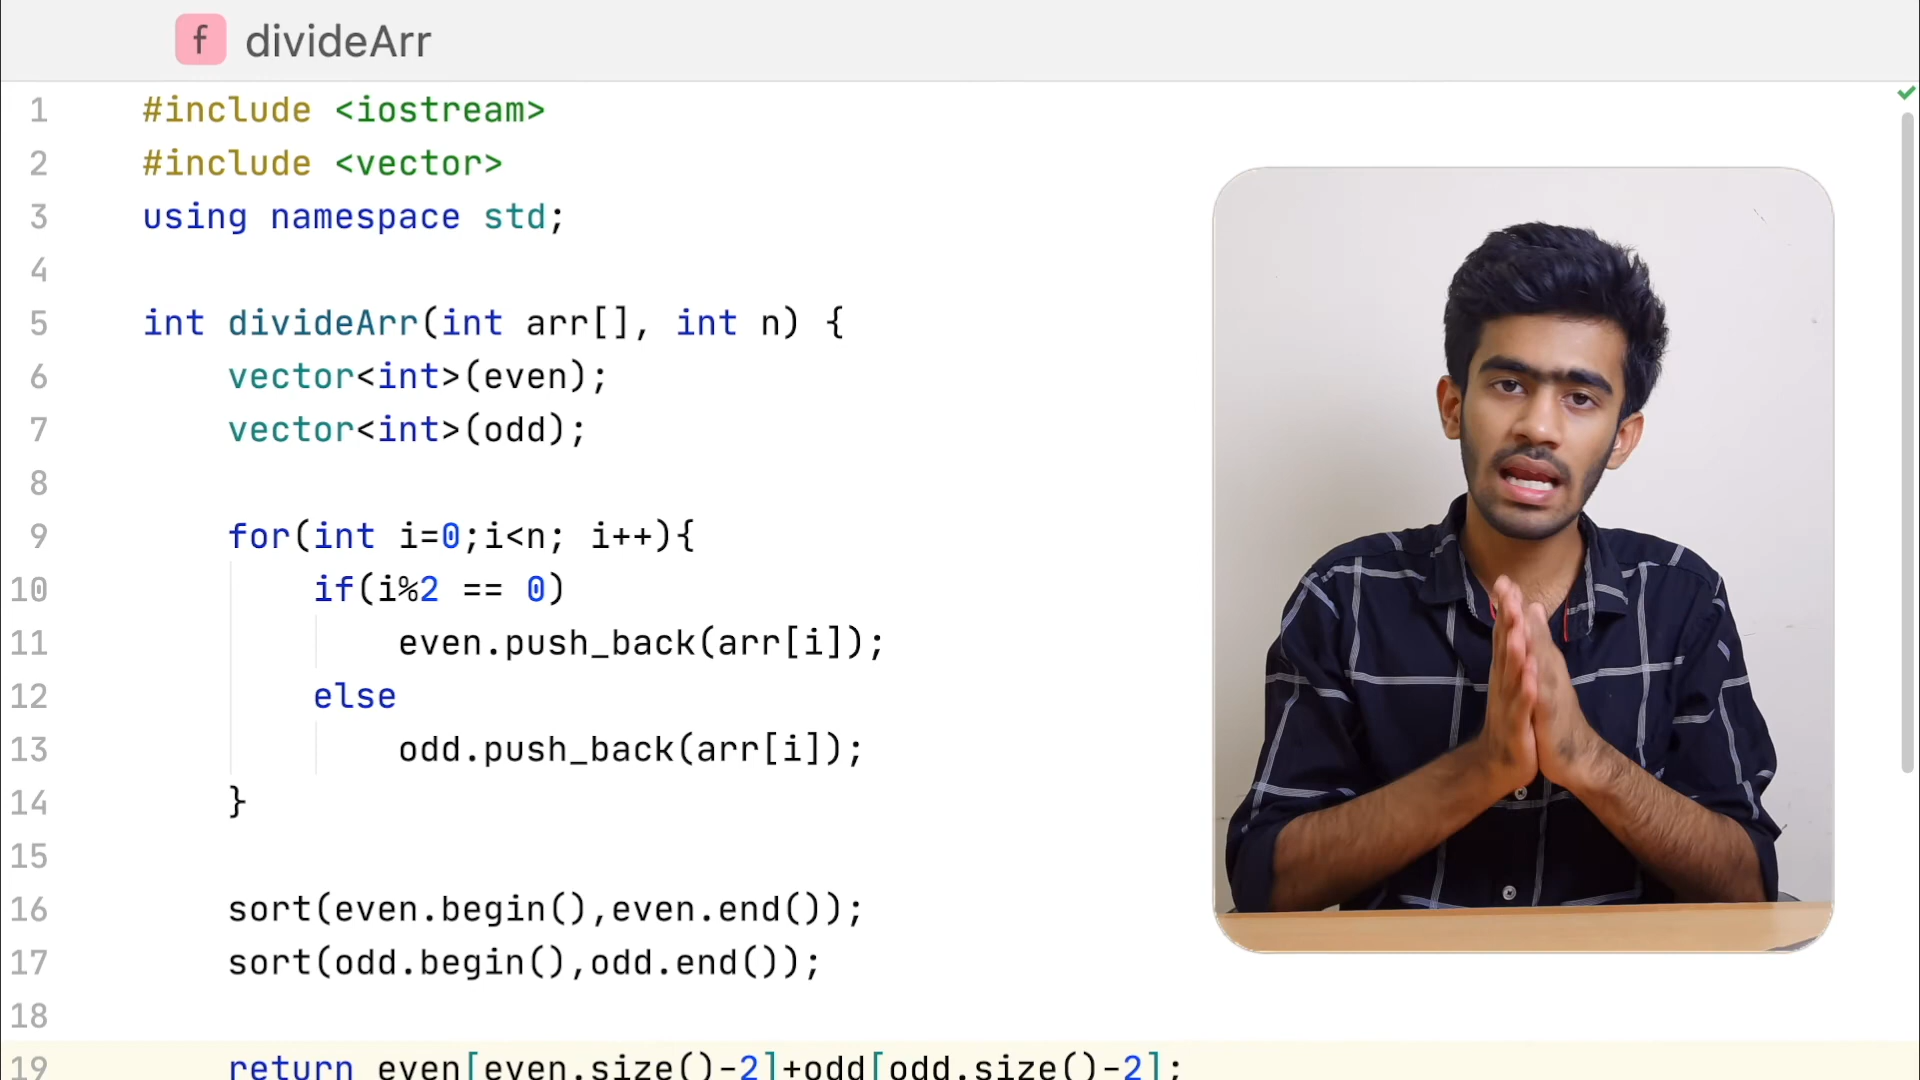 f divideArr
1 #include <iostream>
2 #include <vector>
3 using namespace std;
4
5 int divideArr(int arr[], int n) {
6 vector<int>(even);
7 vector<int>(odd);
8
9 for(int i=0;i<n; i++){
10 if(i%2 == 0)
11 even.push_back(arr[i]);
12 else
13 odd.push_back(arr[i]);
14 }
15
16 sort(even.begin(),even.end());
17 sort(odd.begin(),odd.end());
18
19 return even[even.size()-2]+odd[odd.size()-2];